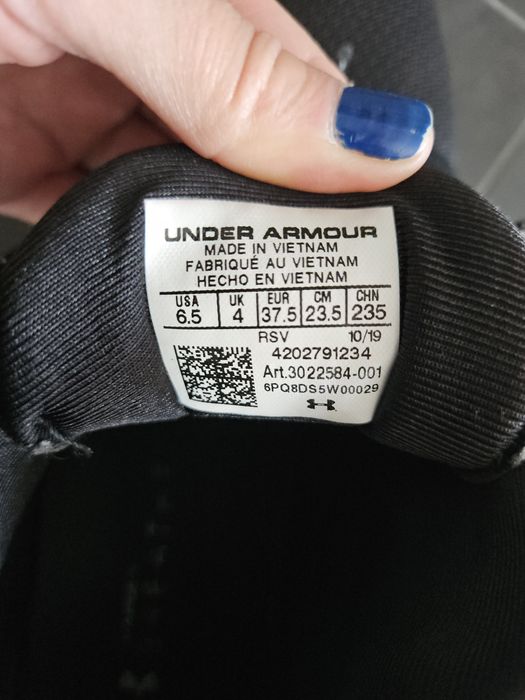 UNDER ARMOUR
MADE IN VIETNAM
FABRIQUÉ AU VIETNAM
HECHO EN VIETNAM
USA UK EUR CM CHN
6.5 4 37.5 23.5 235
RSV 10/19
4202791234
Art.3022584-001
6PQ8DS5W00029